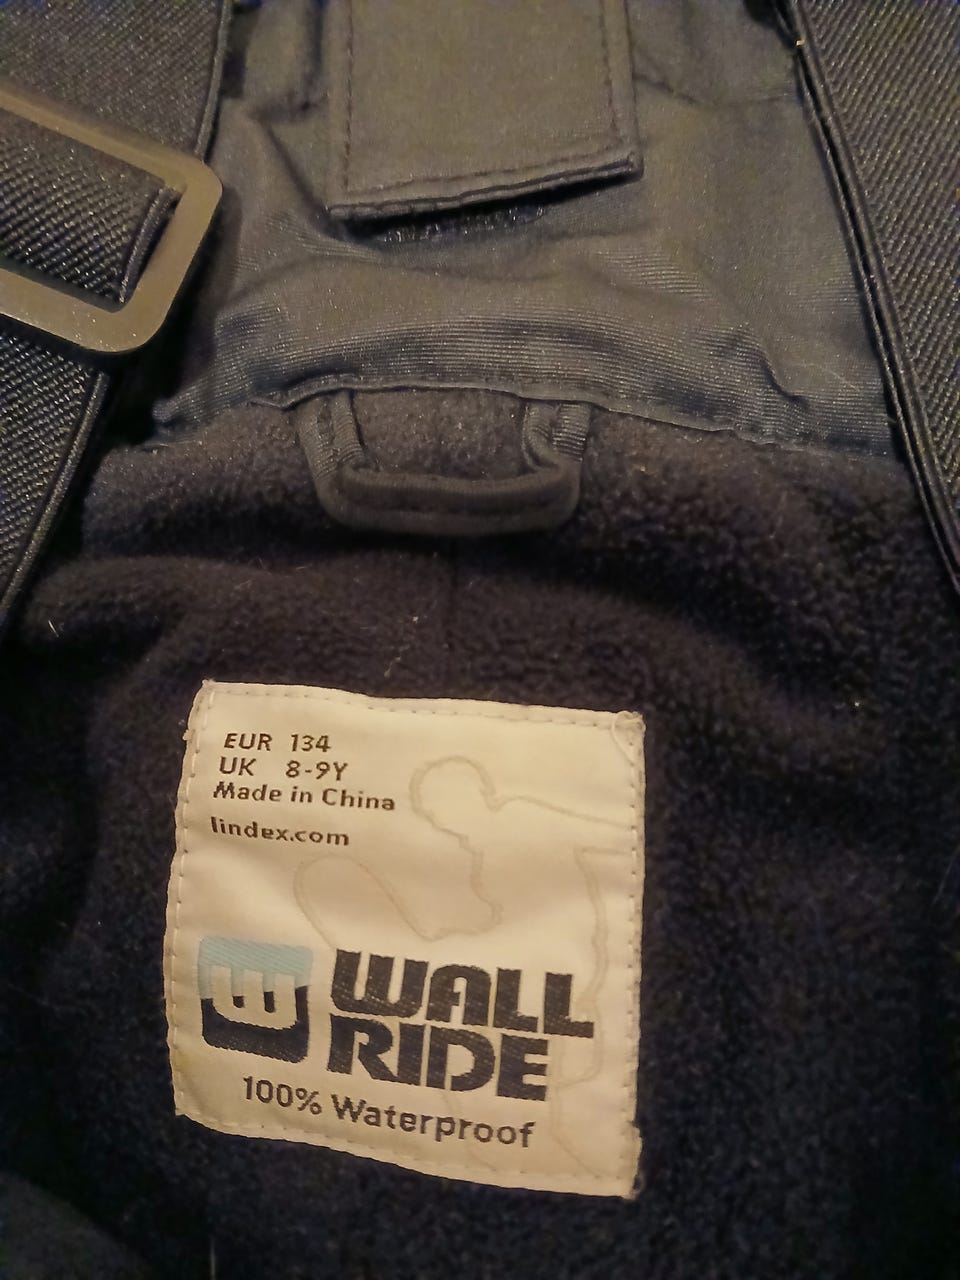 EUR 134
UK 8-9Y
Made in China
lindex.com
WALL
RIDE
100% Waterproof